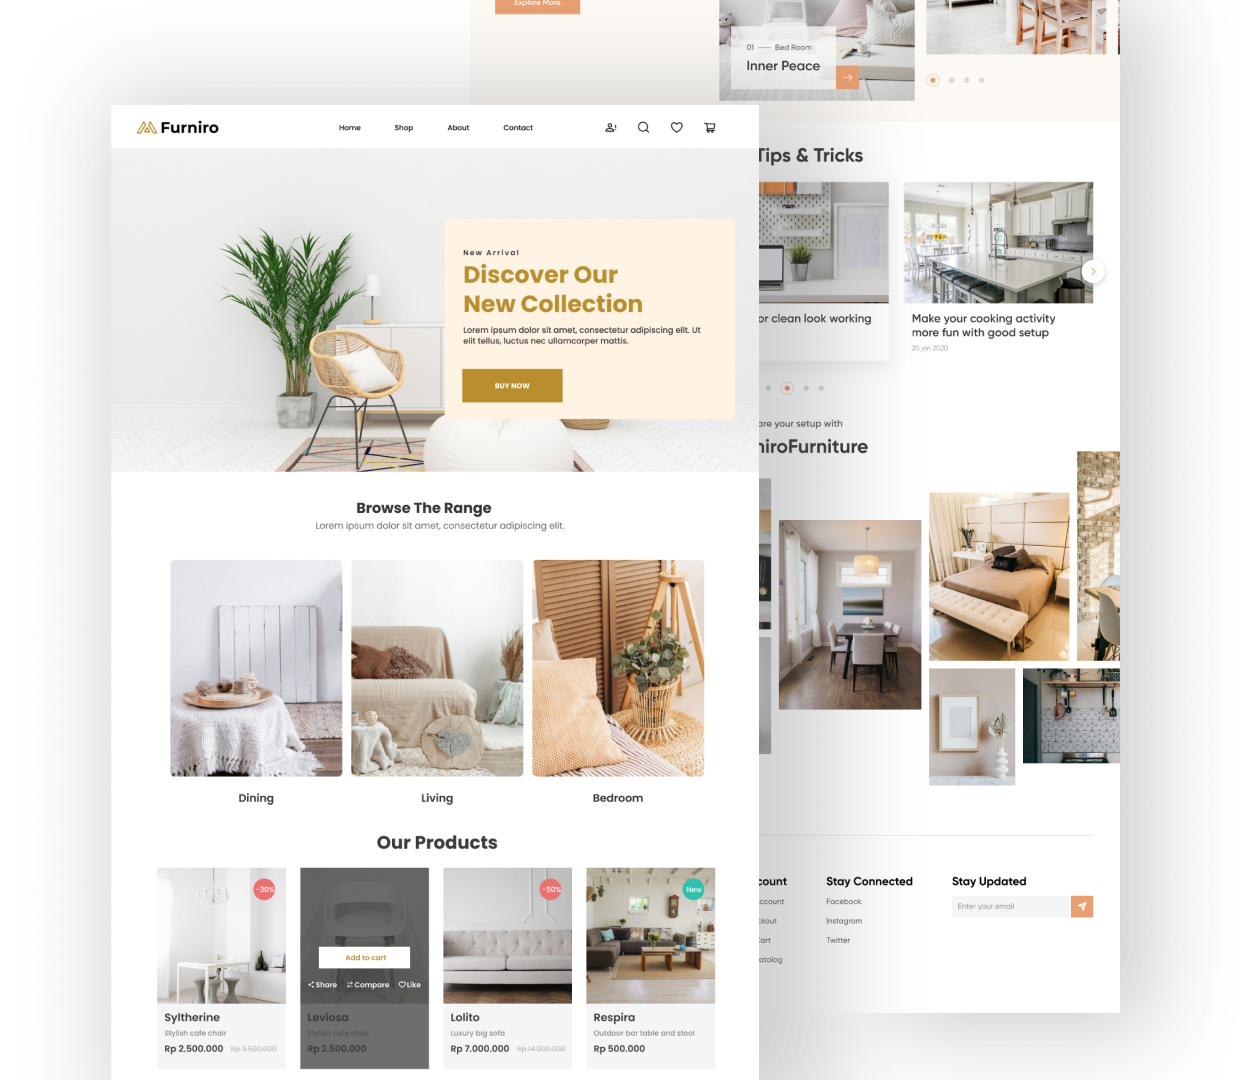 Explore More
01 Bed Room
Inner Peace
Furniro
Home Shop About Contact
New Arrival
Discover Our
New Collection
Lorem ipsum dolor sit amet, consectetur adipiscing elit. Ut
elit tellus, luctus nec ullamcorper mattis.
BUY NOW
Browse The Range
Lorem ipsum dolor sit amet, consectetur adipiscing elit.
Dining
Living
Bedroom
Our Products
-30%
Syltherine
Stylish cafe chair
Rp 2.500.000 Rp 3.500.000
Add to cart
Share Compare Like
Leviosa
Stylish cafe chair
Rp 2.500.000
-50%
Lolito
Luxury big sofa
Rp 7.000.000 Rp 14.000.000
New
Respira
Outdoor bar table and stool
Rp 500.000
Tips & Tricks
or clean look working
Make your cooking activity
more fun with good setup
20 jan 2020
are your setup with
niroFurniture
count
ccount
ckout
Cart
atalog
Stay Connected
Facebook
Instagram
Twitter
Stay Updated
Enter your email